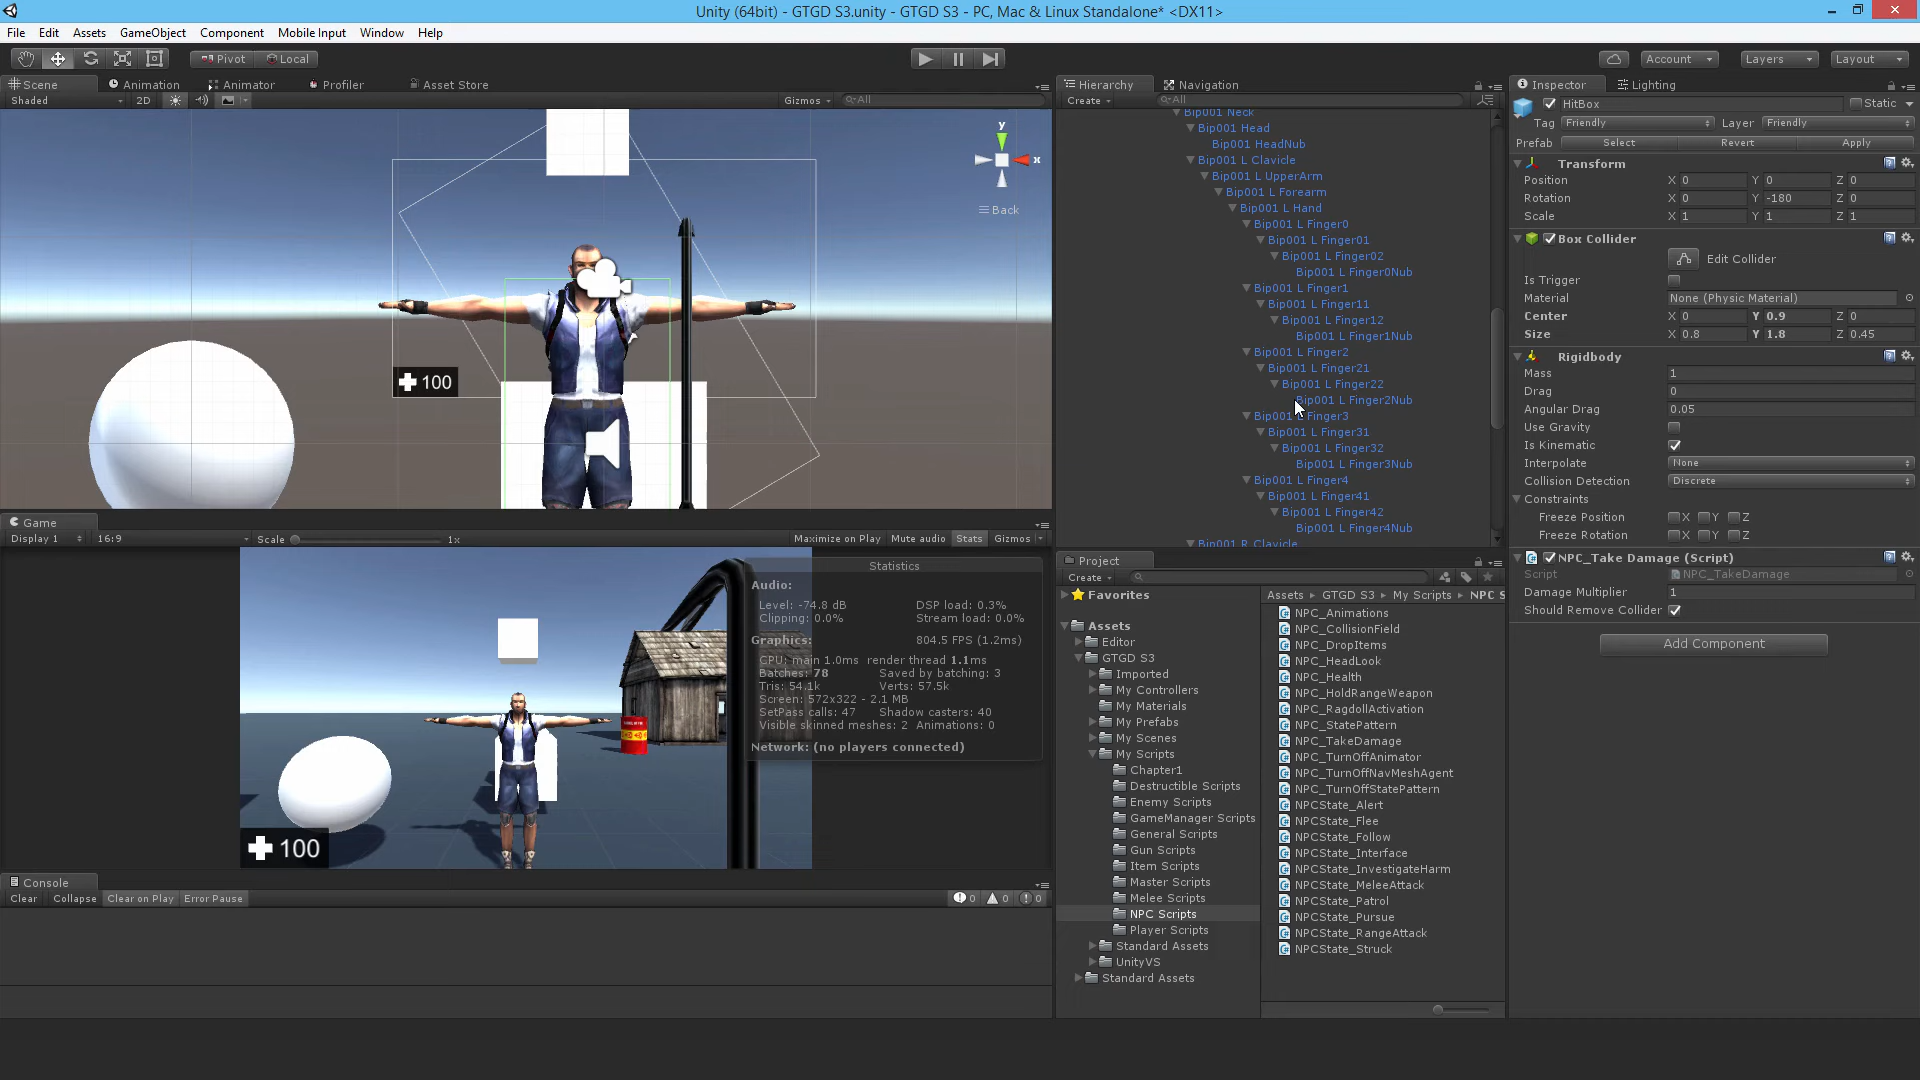 Unity (64bit) - GTGD S3.unity - GTGD S3 - PC, Mac & Linux Standalone* <DX11>
File Edit Assets GameObject Component Mobile Input Window Help
Pivot Local Account Layers Layout
Scene Animation Animator Profiler Asset Store
Shaded 2D Gizmos All
y
x
Back
100
Game
Display 1 16:9 Scale 1x Maximize on Play Mute audio Stats Gizmos
Statistics
Audio:
Level: -74.8 dB DSP load: 0.3%
Clipping: 0.0% Stream load: 0.0%
Graphics: 804.5 FPS (1.2ms)
CPU: main 1.0ms render thread 1.1ms
Batches: 78 Saved by batching: 3
Tris: 54.1k Verts: 57.5k
Screen: 572x322 - 2.1 MB
SetPass calls: 47 Shadow casters: 40
Visible skinned meshes: 2 Animations: 0
Network: (no players connected)
100
Console
Clear Collapse Clear on Play Error Pause 0 0 0
Hierarchy Navigation
Create All
Bip001 Neck
Bip001 Head
Bip001 HeadNub
Bip001 L Clavicle
Bip001 L UpperArm
Bip001 L Forearm
Bip001 L Hand
Bip001 L Finger0
Bip001 L Finger01
Bip001 L Finger02
Bip001 L Finger0Nub
Bip001 L Finger1
Bip001 L Finger11
Bip001 L Finger12
Bip001 L Finger1Nub
Bip001 L Finger2
Bip001 L Finger21
Bip001 L Finger22
Bip001 L Finger2Nub
Bip001 L Finger3
Bip001 L Finger31
Bip001 L Finger32
Bip001 L Finger3Nub
Bip001 L Finger4
Bip001 L Finger41
Bip001 L Finger42
Bip001 L Finger4Nub
Bip001 R Clavicle
Project
Create
Favorites
Assets
Editor
GTGD S3
Imported
My Controllers
My Materials
My Prefabs
My Scenes
My Scripts
Chapter1
Destructible Scripts
Enemy Scripts
GameManager Scripts
General Scripts
Gun Scripts
Item Scripts
Master Scripts
Melee Scripts
NPC Scripts
Player Scripts
Standard Assets
UnityVS
Standard Assets
Assets GTGD S3 My Scripts NPC S
NPC_Animations
NPC_CollisionField
NPC_DropItems
NPC_HeadLook
NPC_Health
NPC_HoldRangeWeapon
NPC_RagdollActivation
NPC_StatePattern
NPC_TakeDamage
NPC_TurnOffAnimator
NPC_TurnOffNavMeshAgent
NPC_TurnOffStatePattern
NPCState_Alert
NPCState_Flee
NPCState_Follow
NPCState_Interface
NPCState_InvestigateHarm
NPCState_MeleeAttack
NPCState_Patrol
NPCState_Pursue
NPCState_RangeAttack
NPCState_Struck
Inspector Lighting
HitBox Static
Tag Friendly Layer Friendly
Prefab Select Revert Apply
Transform
Position X 0 Y 0 Z 0
Rotation X 0 Y -180 Z 0
Scale X 1 Y 1 Z 1
Box Collider
Edit Collider
Is Trigger
Material None (Physic Material)
Center X 0 Y 0.9 Z 0
Size X 0.8 Y 1.8 Z 0.45
Rigidbody
Mass 1
Drag 0
Angular Drag 0.05
Use Gravity
Is Kinematic
Interpolate None
Collision Detection Discrete
Constraints
Freeze Position X Y Z
Freeze Rotation X Y Z
NPC_Take Damage (Script)
Script NPC_TakeDamage
Damage Multiplier 1
Should Remove Collider
Add Component